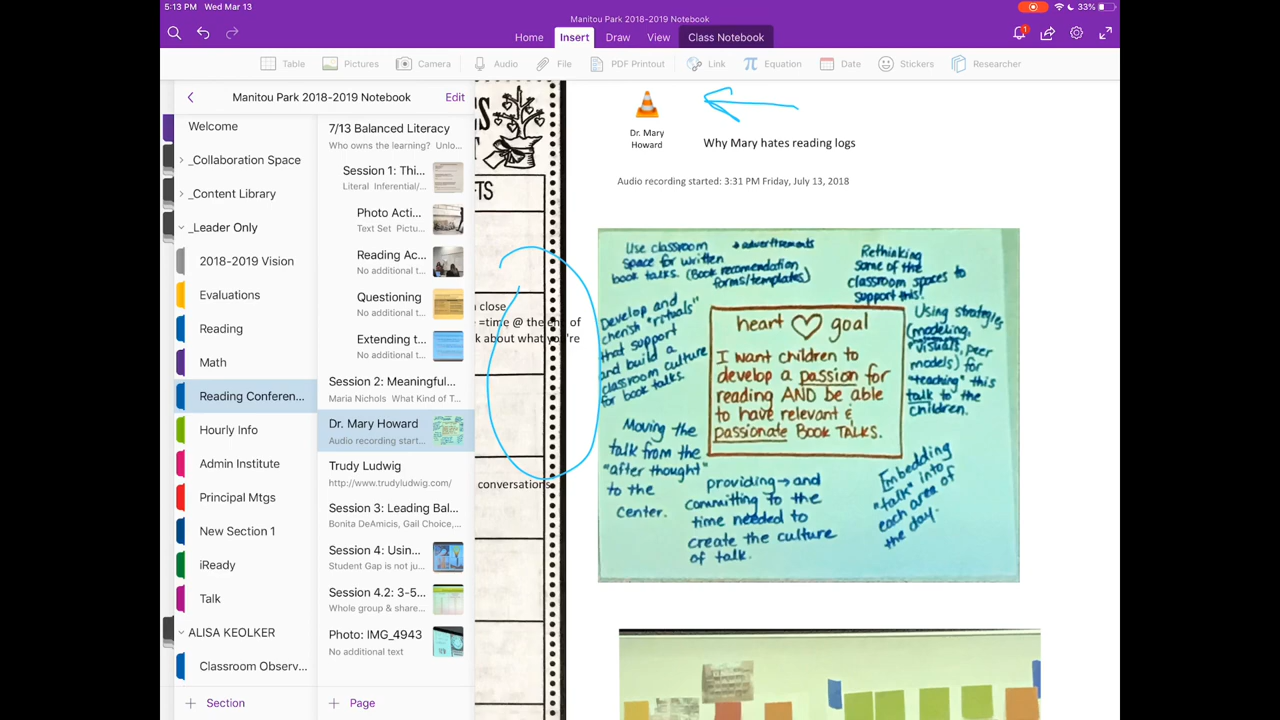 5:13 PM Wed Mar 13
33%
Manitou Park 2018-2019 Notebook
Home Insert Draw View Class Notebook
1
Table Pictures Camera Audio File PDF Printout Link Equation Date Stickers Researcher
Manitou Park 2018-2019 Notebook Edit
Welcome
_Collaboration Space
_Content Library
_Leader Only
2018-2019 Vision
Evaluations
Reading
Math
Reading Conferen...
Hourly Info
Admin Institute
Principal Mtgs
New Section 1
iReady
Talk
ALISA KEOLKER
Classroom Observ...
+ Section
7/13 Balanced Literacy
Who owns the learning? Unlo...
Session 1: Thi...
Literal Inferential/...
Photo Acti...
Text Set Pictu...
Reading Ac...
No additional t...
Questioning
No additional t...
Extending t...
No additional t...
Session 2: Meaningful...
Maria Nichols What Kind of T...
Dr. Mary Howard
Audio recording start...
Trudy Ludwig
http://www.trudyludwig.com/
Session 3: Leading Bal...
Bonita DeAmicis, Gail Choice,...
Session 4: Usin...
Student Gap is not ju...
Session 4.2: 3-5...
Whole group & share...
Photo: IMG_4943
No additional text
+ Page
close
=time @ the end of
about what you're
conversations
Dr. Mary
Howard
Why Mary hates reading logs
Audio recording started: 3:31 PM Friday, July 13, 2018
Use classroom
space for written
book talks. (Book recomendation
forms/templates)
→ advertisements
Rethinking
some of the
classroom spaces to
support this!
Develop and
cherish "rituals"
that support
and build a
classroom culture
for book talks.
heart goal
I want children to
develop a passion for
reading AND be able
to have relevant &
passionate BOOK TALKS.
Using strategies
(modeling,
visuals, peer
models) for
"teaching" this
talk to the
children.
Moving the
talk from the
"after thought"
to the
center.
providing → and
committing to the
time needed to
create the culture
of talk.
Embedding
"talk" into
each area of
the day.